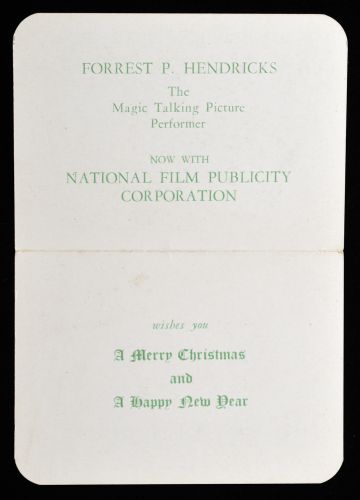 FORREST P. HENDRICKS
The
Magic Talking Picture
Performer
NOW WITH
NATIONAL FILM PUBLICITY
CORPORATION
wishes you
A Merry Christmas
and
A Happy New Year